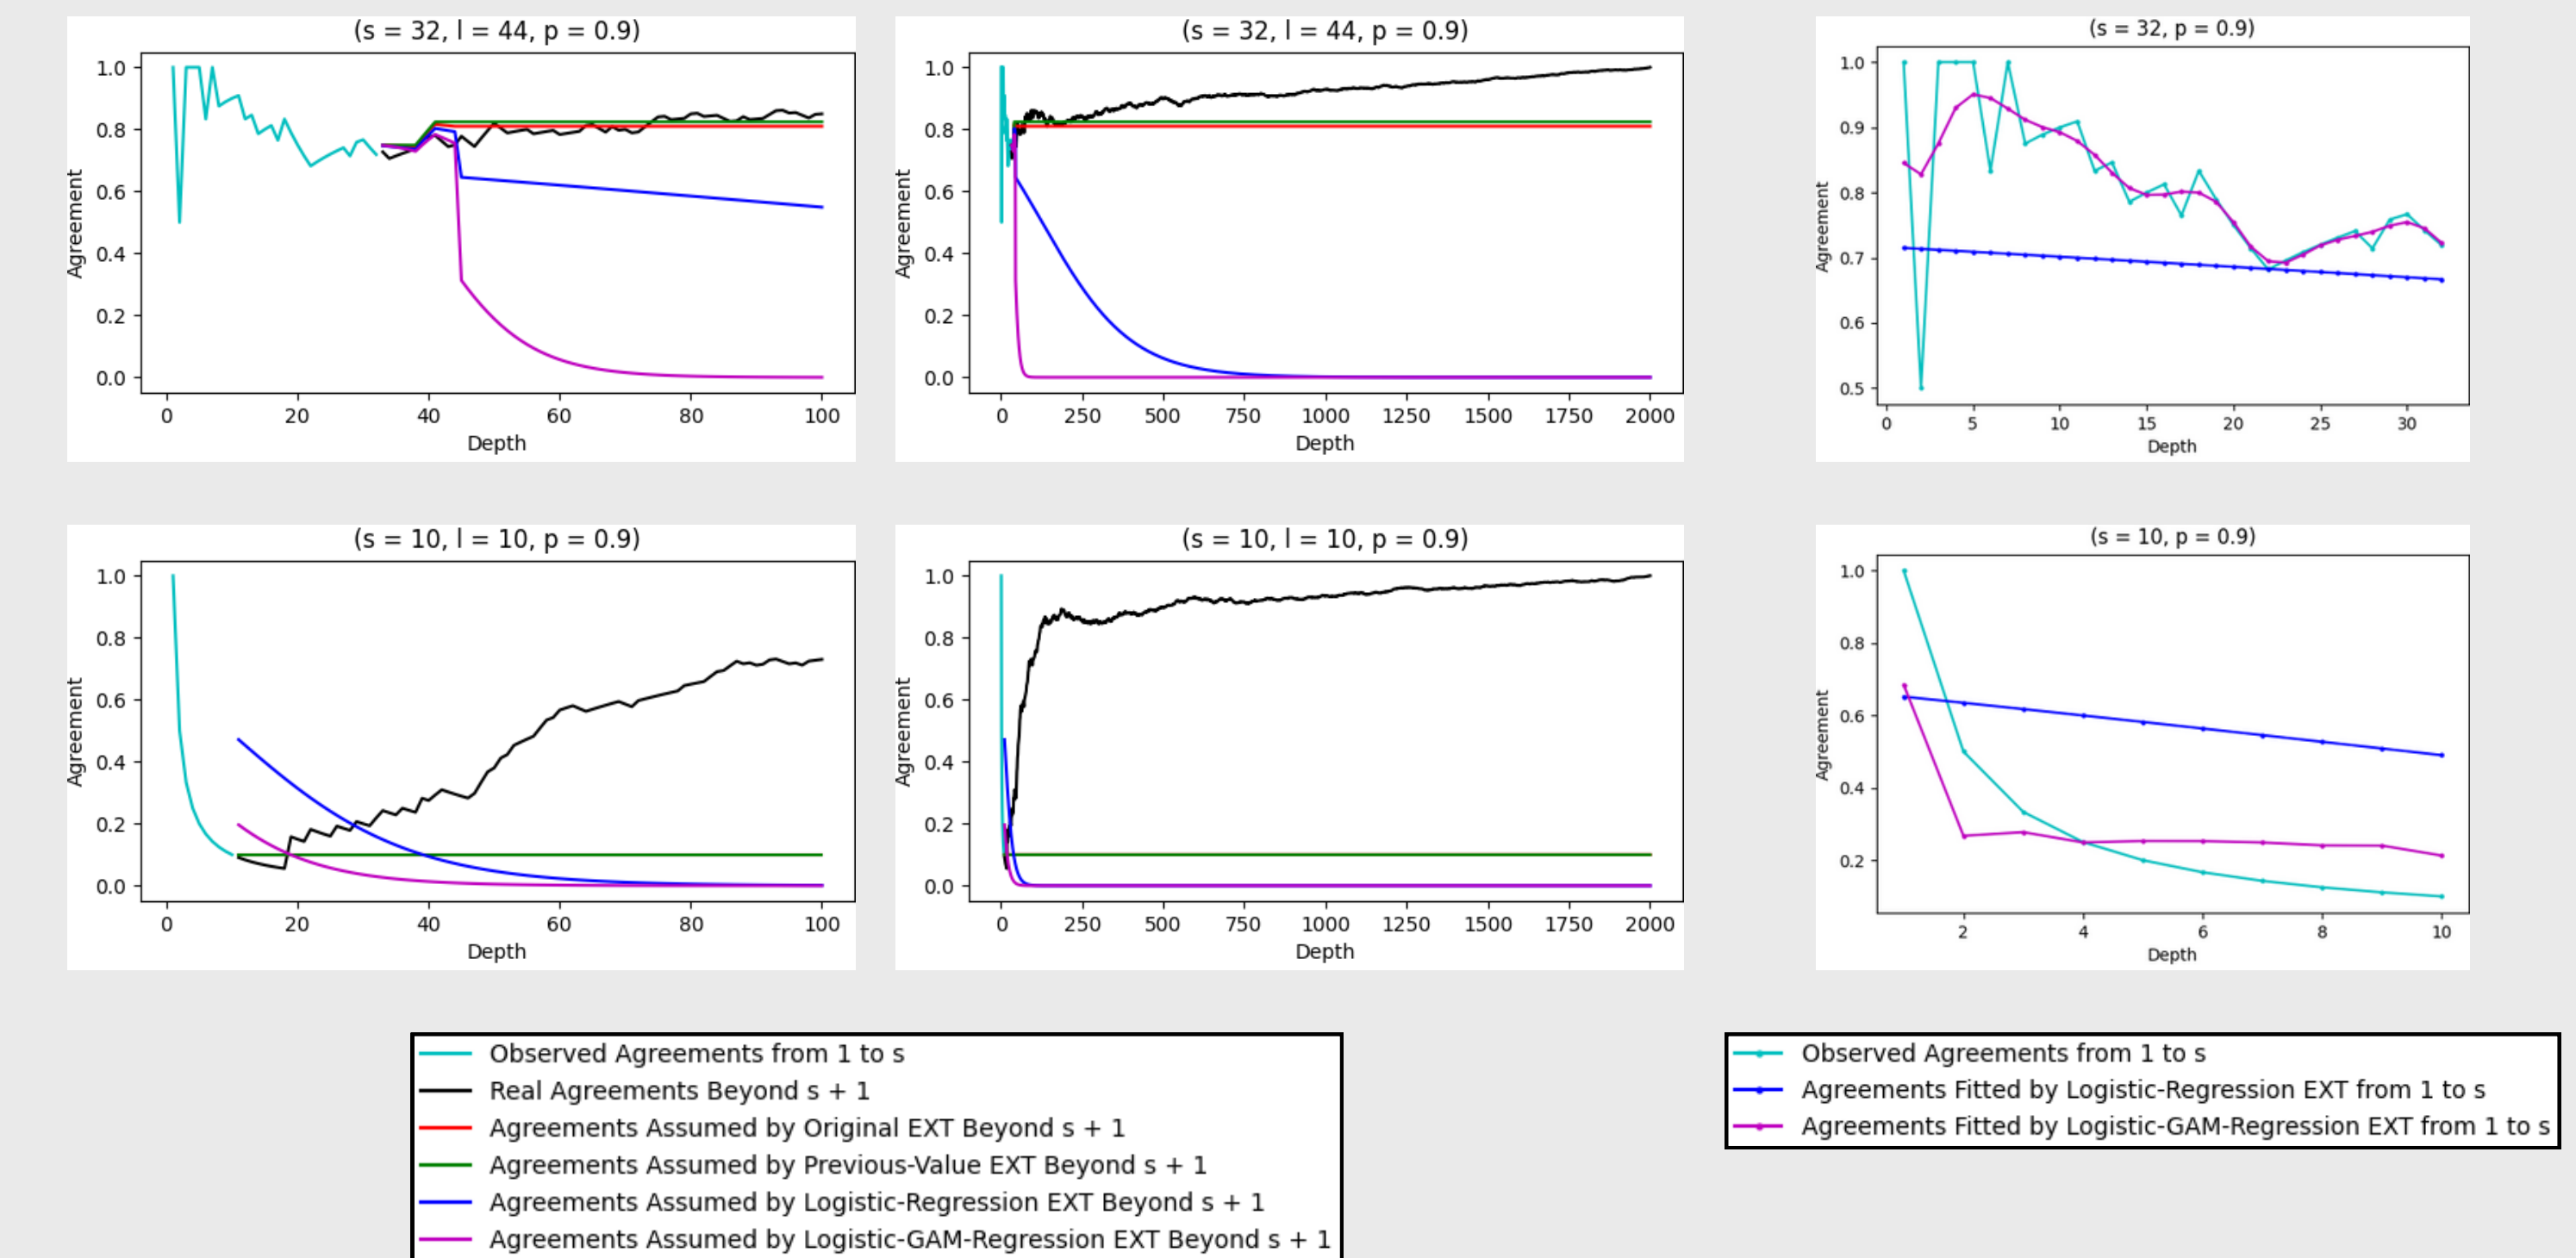 (s = 32, l = 44, p = 0.9)
1.0
0.8
0.6
0.4
0.2
0.0
Agreement
0 20 40 60 80 100
Depth
(s = 32, l = 44, p = 0.9)
1.0
0.8
0.6
0.4
0.2
0.0
Agreement
0 250 500 750 1000 1250 1500 1750 2000
Depth
(s = 32, p = 0.9)
1.0
0.9
0.8
0.7
0.6
0.5
Agreement
0 5 10 15 20 25 30
Depth
(s = 10, l = 10, p = 0.9)
1.0
0.8
0.6
0.4
0.2
0.0
Agreement
0 20 40 60 80 100
Depth
(s = 10, l = 10, p = 0.9)
1.0
0.8
0.6
0.4
0.2
0.0
Agreement
0 250 500 750 1000 1250 1500 1750 2000
Depth
(s = 10, p = 0.9)
1.0
0.8
0.6
0.4
0.2
Agreement
2 4 6 8 10
Depth
Observed Agreements from 1 to s
Real Agreements Beyond s + 1
Agreements Assumed by Original EXT Beyond s + 1
Agreements Assumed by Previous-Value EXT Beyond s + 1
Agreements Assumed by Logistic-Regression EXT Beyond s + 1
Agreements Assumed by Logistic-GAM-Regression EXT Beyond s + 1
Observed Agreements from 1 to s
Agreements Fitted by Logistic-Regression EXT from 1 to s
Agreements Fitted by Logistic-GAM-Regression EXT from 1 to s